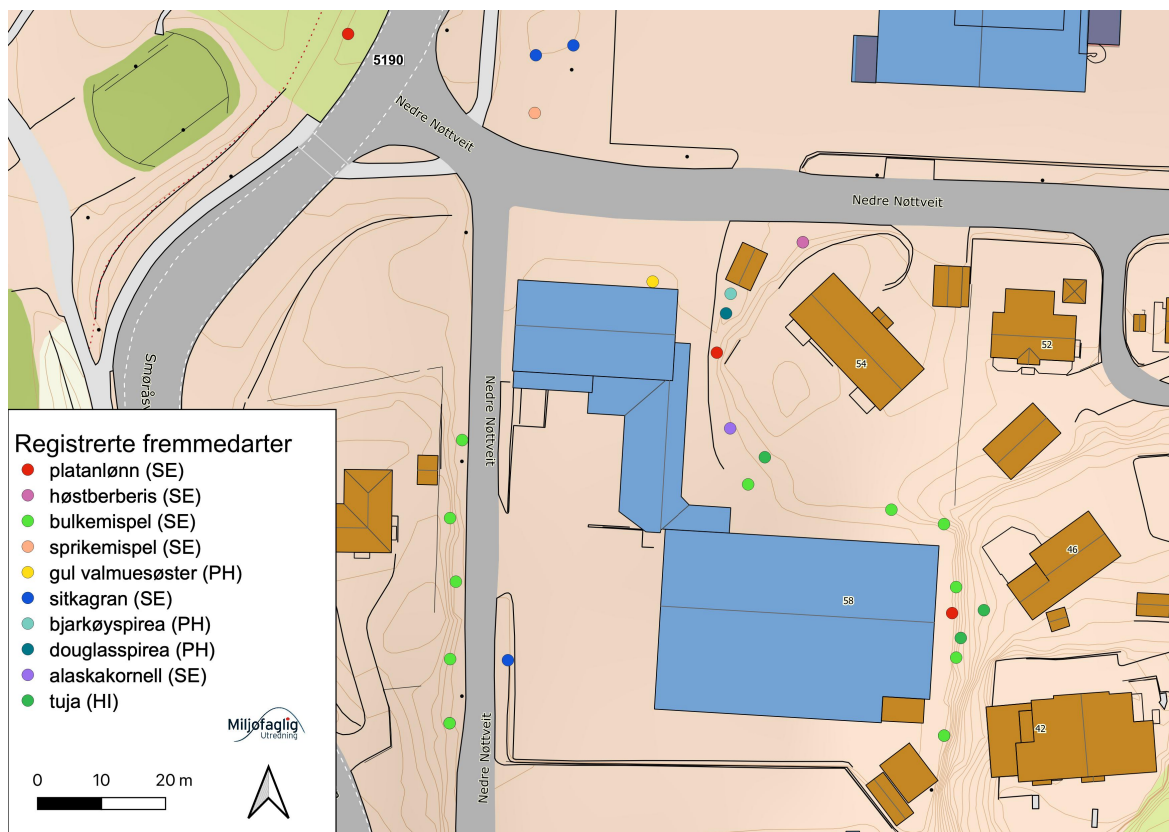 5190
Nedre Nøttveit
Nedre Nøttveit
52
54
Smøråsv
Nedre Nøttveit
Registrerte fremmedarter
platanlønn (SE)
høstberberis (SE)
bulkemispel (SE)
sprikemispel (SE)
gul valmuesøster (PH)
sitkagran (SE)
bjarkøyspirea (PH)
douglasspirea (PH)
alaskakornell (SE)
tuja (HI)
46
58
Miljøfaglig
Utredning
42
Nedre Nøttveit
0 10 20 m